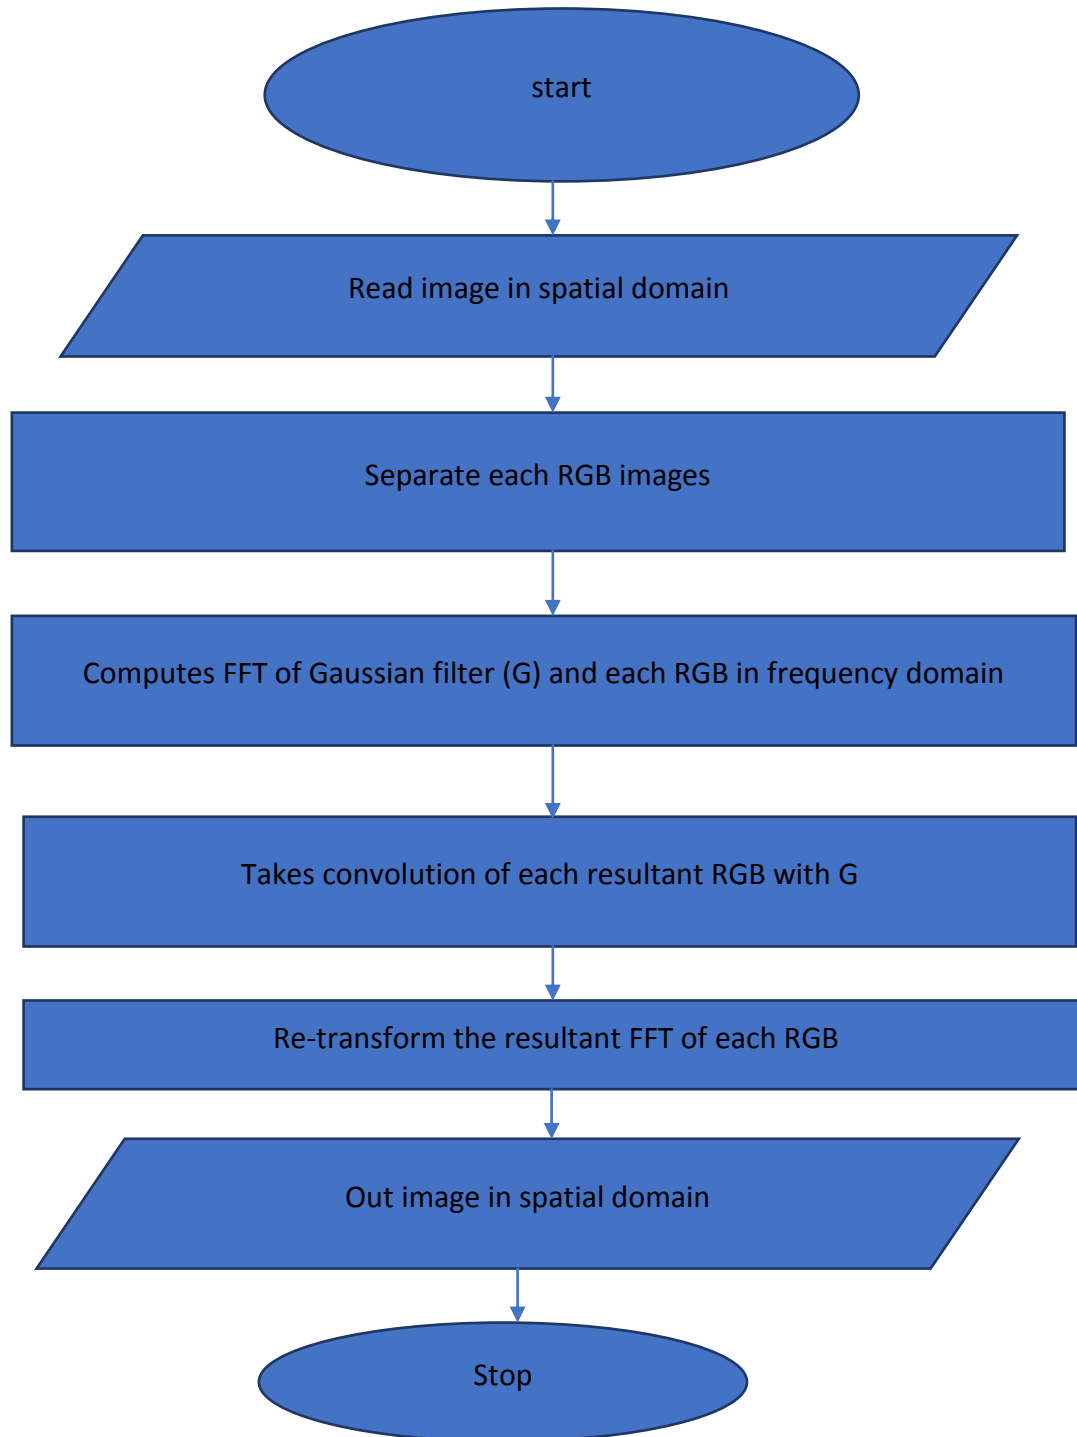 start
Read image in spatial domain
Separate each RGB images
Computes FFT of Gaussian filter (G) and each RGB in frequency domain
Takes convolution of each resultant RGB with G
Re-transform the resultant FFT of each RGB
Out image in spatial domain
Stop